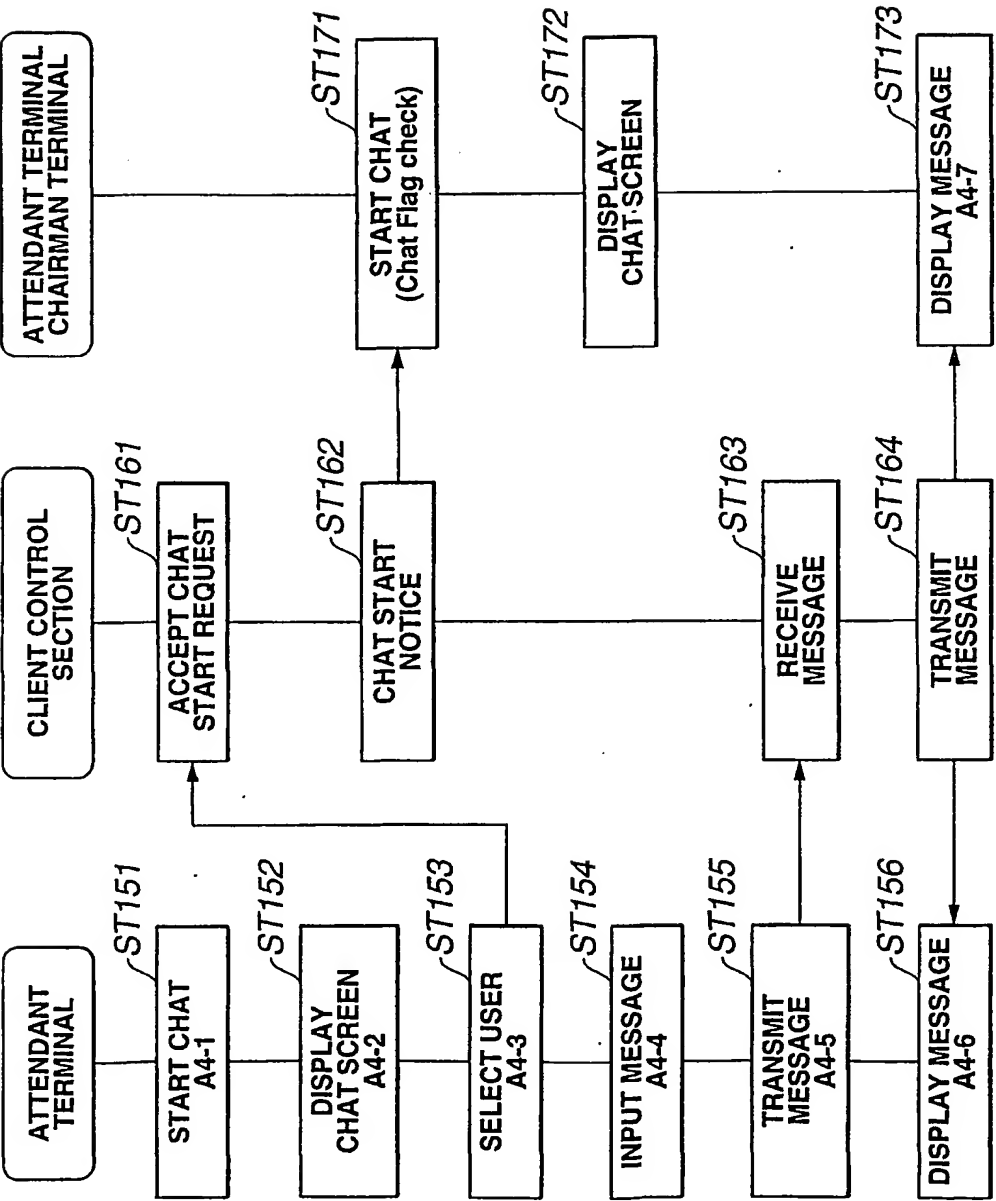 ATTENDANT
TERMINAL
START CHAT
A4-1
ST151
DISPLAY
CHAT SCREEN
A4-2
ST152
SELECT USER
A4-3
ST153
INPUT MESSAGE
A4-4
ST154
TRANSMIT
MESSAGE
A4-5
ST155
DISPLAY MESSAGE
A4-6
ST156
CLIENT CONTROL
SECTION
ACCEPT CHAT
START REQUEST
ST161
CHAT START
NOTICE
ST162
RECEIVE
MESSAGE
ST163
TRANSMIT
MESSAGE
ST164
ATTENDANT TERMINAL
CHAIRMAN TERMINAL
START CHAT
(Chat Flag check)
ST171
DISPLAY
CHAT SCREEN
ST172
DISPLAY MESSAGE
A4-7
ST173